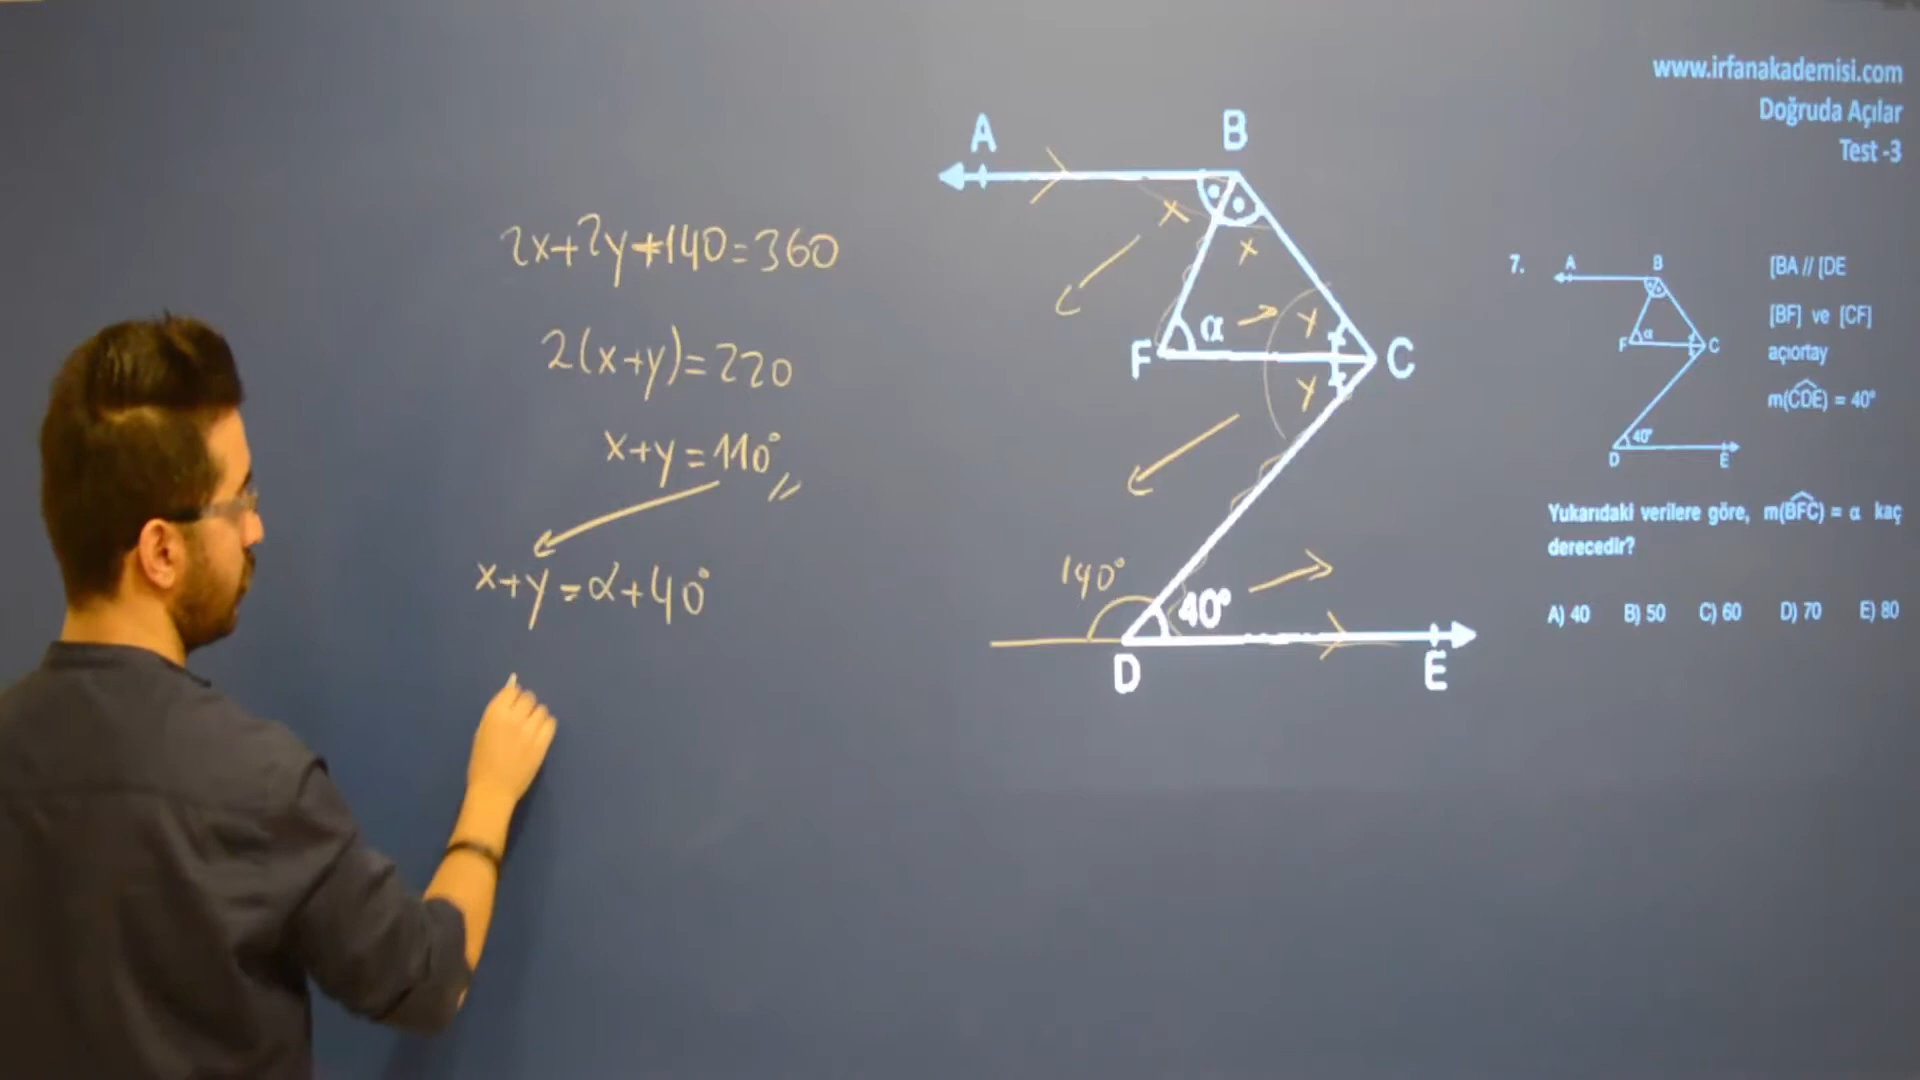 www.irfanakademisi.com
Doğruda Açılar
Test -3
2x+2y+140=360
2(x+y)=220
x+y=110°
x+y=α+40°
A
B
x
x
F
α
y
y
C
140°
40°
D
E
7.
A
B
F
α
C
40°
D
E
[BA // [DE
[BF] ve [CF]
açıortay
m(CDE) = 40°
Yukarıdaki verilere göre, m(BFC) = α kaç
derecedir?
A) 40 B) 50 C) 60 D) 70 E) 80